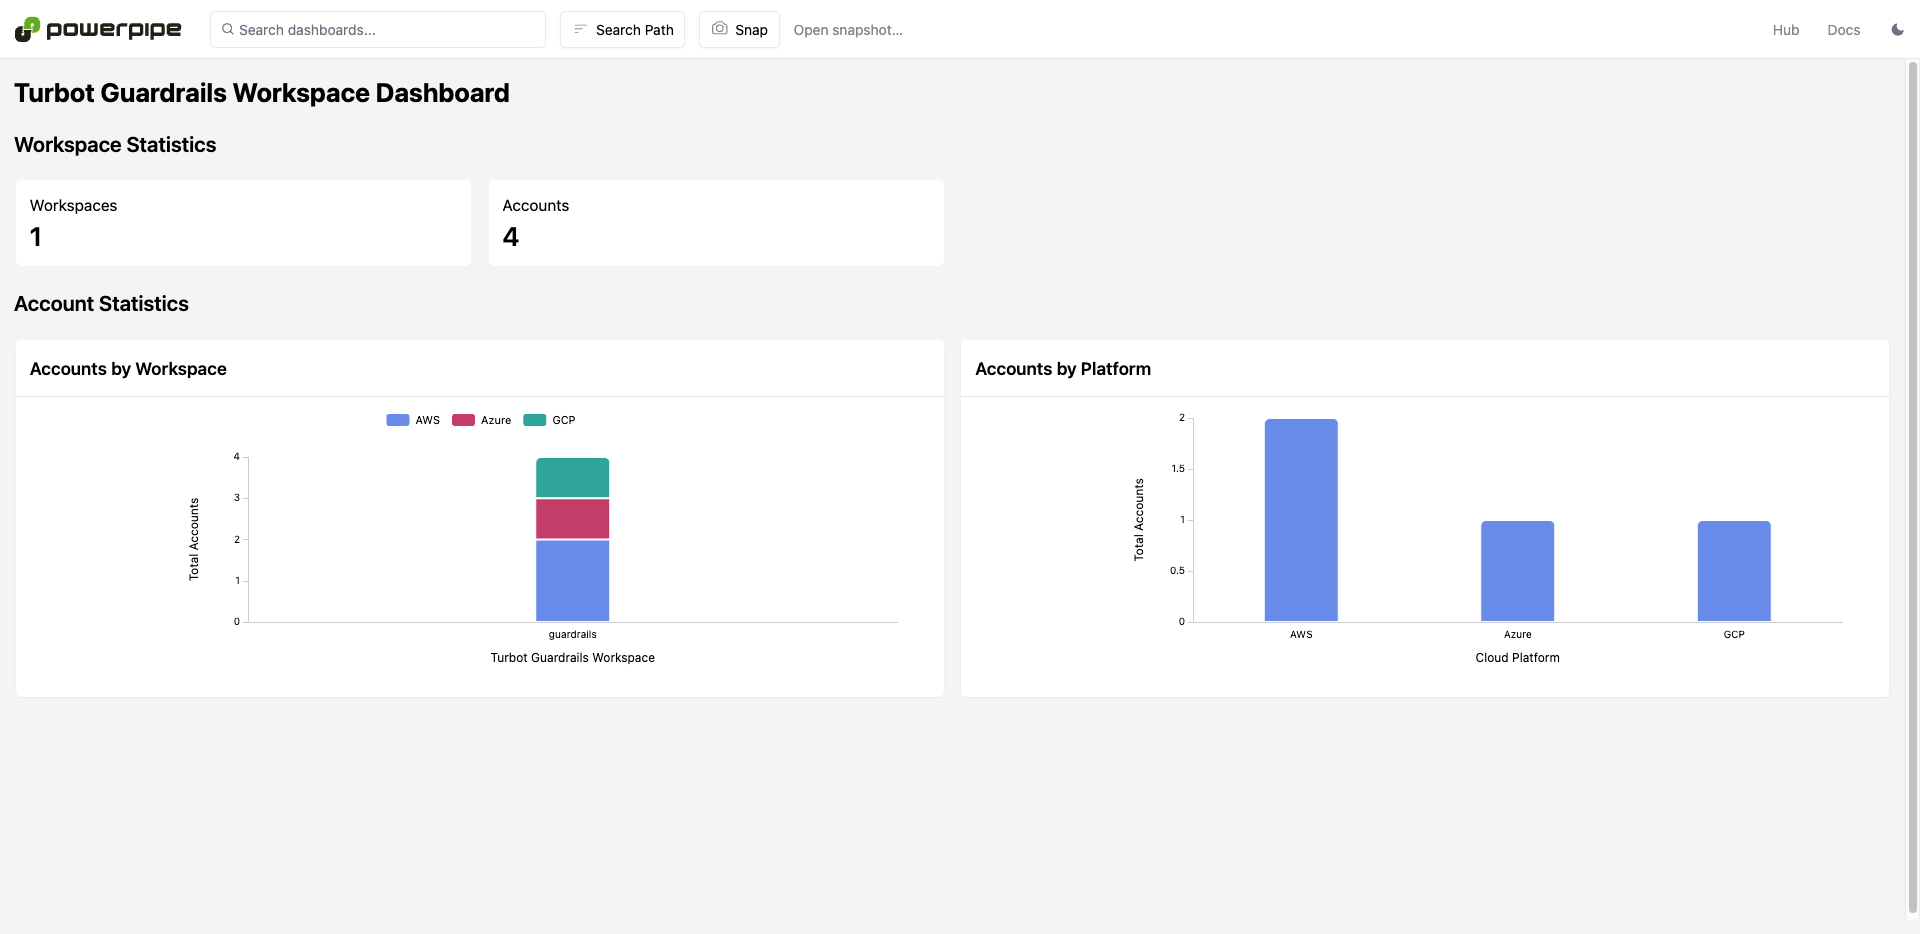 powerpipe
Search dashboards...
Search Path
Snap
Open snapshot...
Hub
Docs
Turbot Guardrails Workspace Dashboard
Workspace Statistics
Workspaces
1
Accounts
4
Account Statistics
Accounts by Workspace
AWS Azure GCP
4
3
2
1
0
Total Accounts
guardrails
Turbot Guardrails Workspace
Accounts by Platform
2
1.5
1
0.5
0
Total Accounts
AWS Azure GCP
Cloud Platform